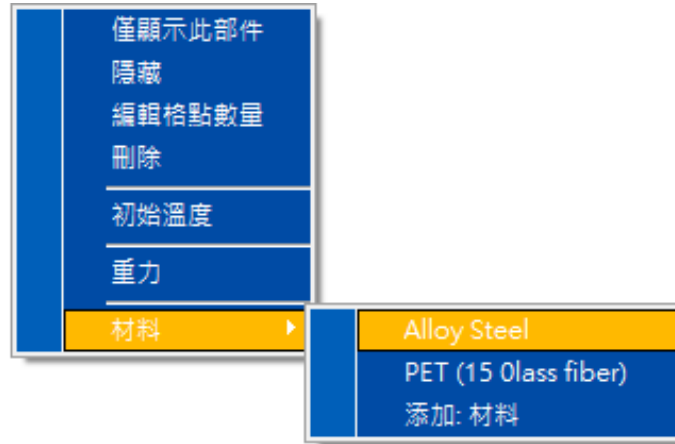 僅顯示此部件
隱藏
編輯格點數量
刪除
初始溫度
重力
材料
Alloy Steel
PET (15 0lass fiber)
添加: 材料